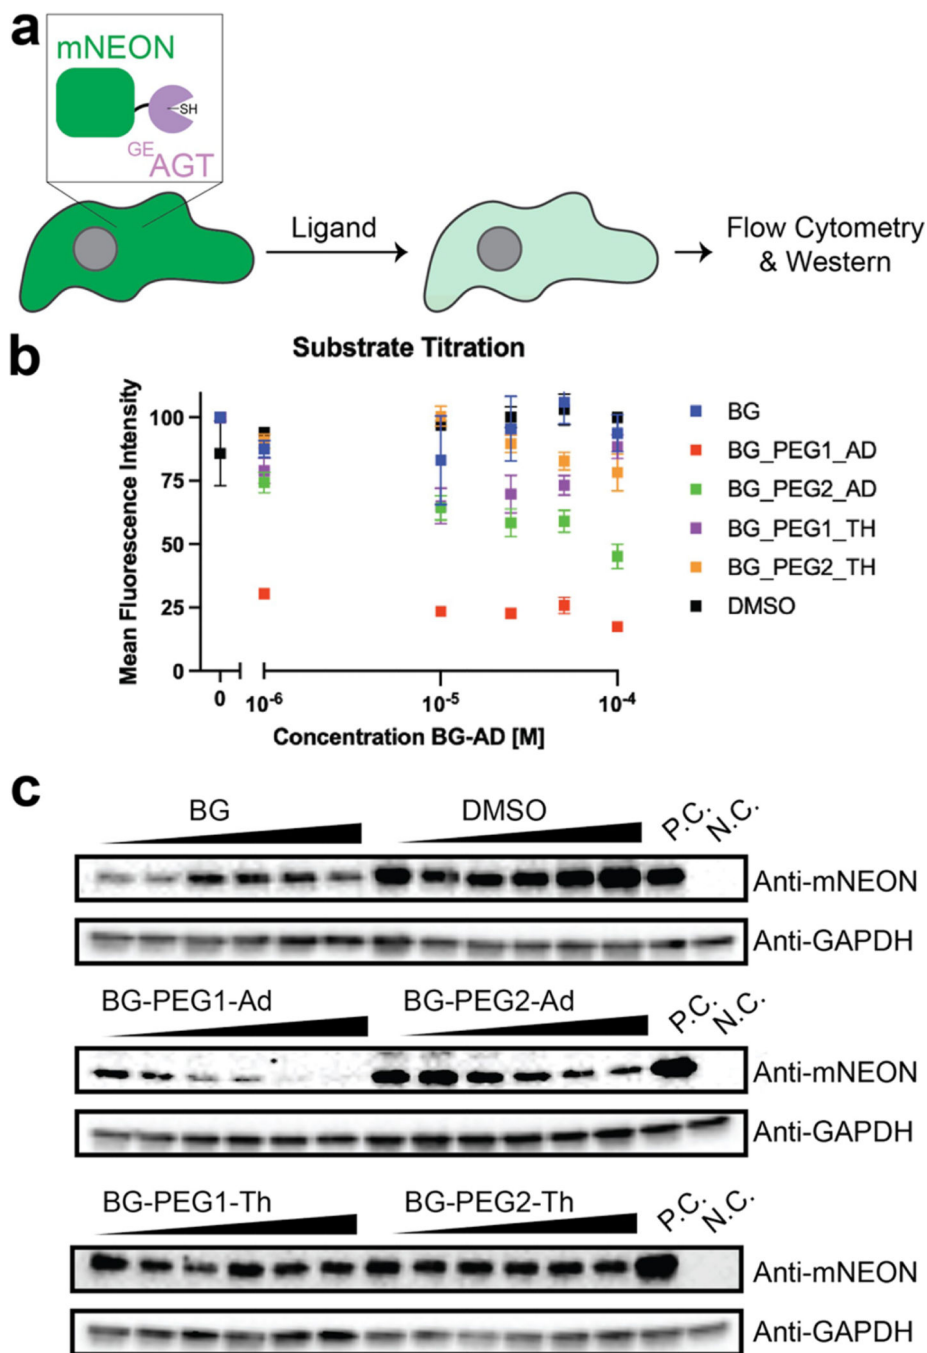 a
mNEON
SH
GE AGT
Ligand
Flow Cytometry
& Western
b
Substrate Titration
Mean Fluorescence Intensity
100
75
50
25
0
0
10-6
10-5
10-4
Concentration BG-AD [M]
BG
BG_PEG1_AD
BG_PEG2_AD
BG_PEG1_TH
BG_PEG2_TH
DMSO
c
BG DMSO P.C. N.C.
Anti-mNEON
Anti-GAPDH
BG-PEG1-Ad BG-PEG2-Ad P.C. N.C.
Anti-mNEON
Anti-GAPDH
BG-PEG1-Th BG-PEG2-Th P.C. N.C.
Anti-mNEON
Anti-GAPDH